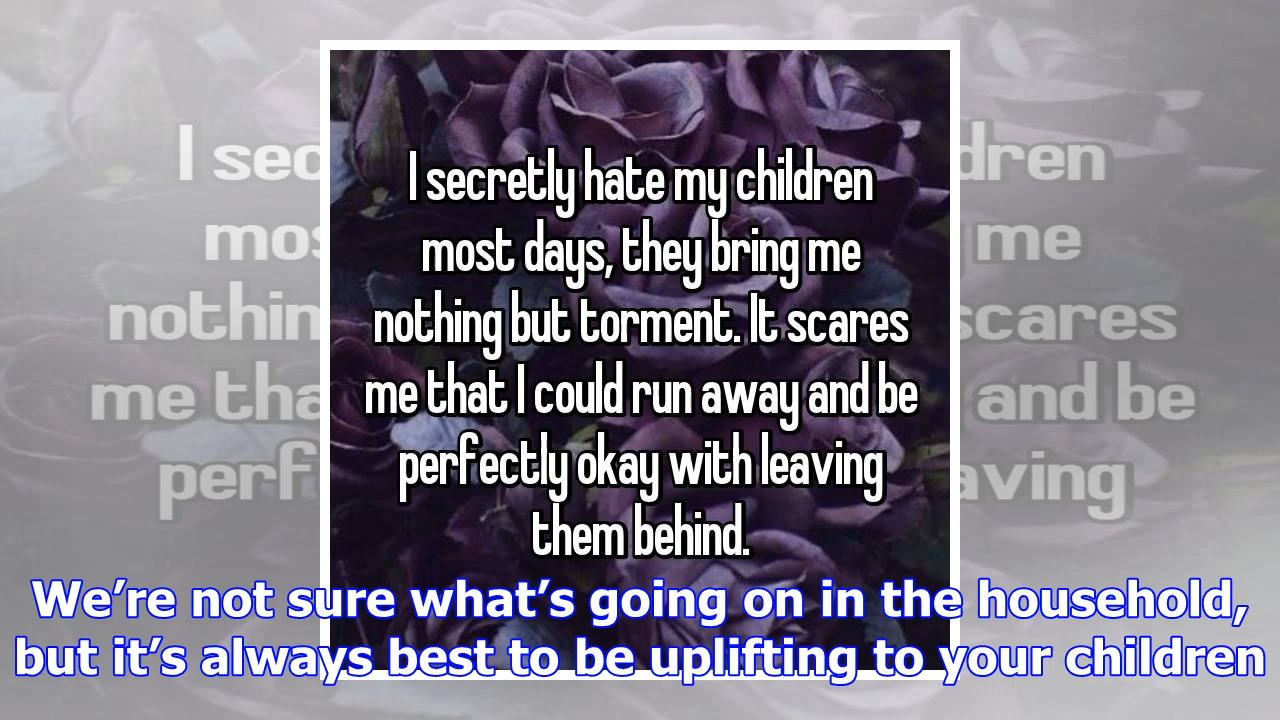 I secretly hate my children
most days, they bring me
nothing but torment. It scares
me that I could run away and be
perfectly okay with leaving
them behind.
We’re not sure what’s going on in the household,
but it’s always best to be uplifting to your children